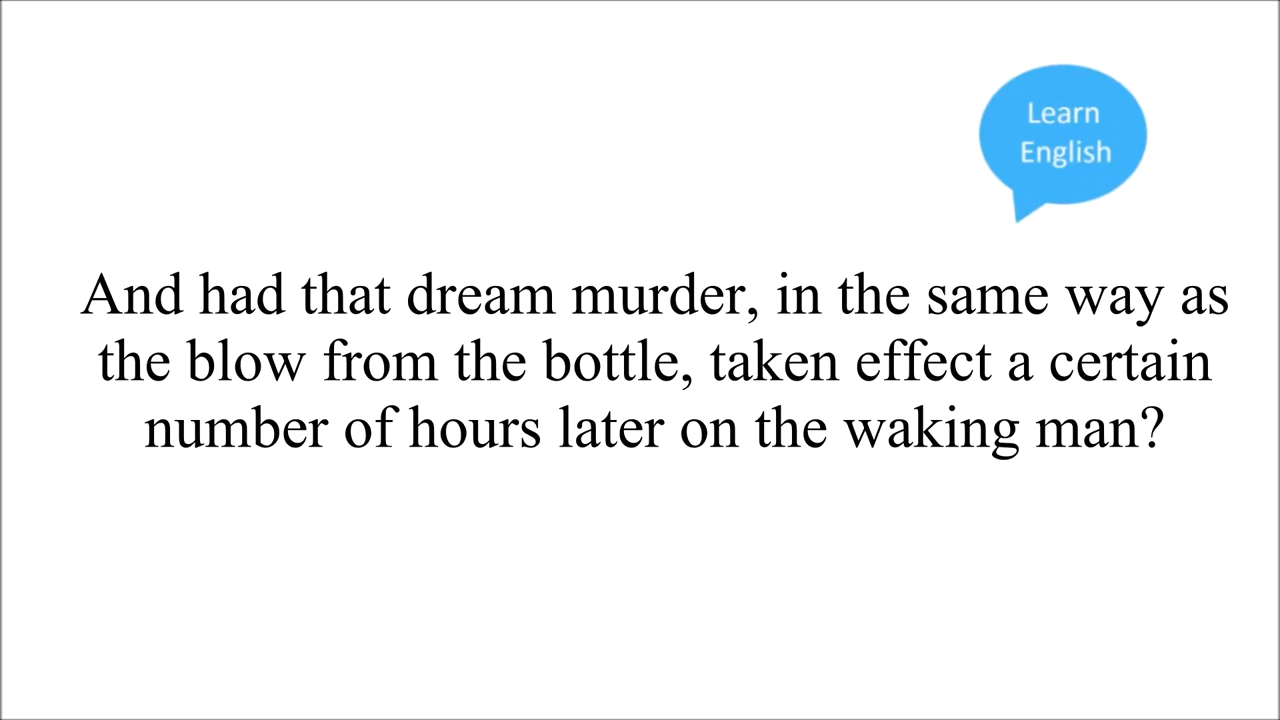 Learn
English
And had that dream murder, in the same way as
the blow from the bottle, taken effect a certain
number of hours later on the waking man?